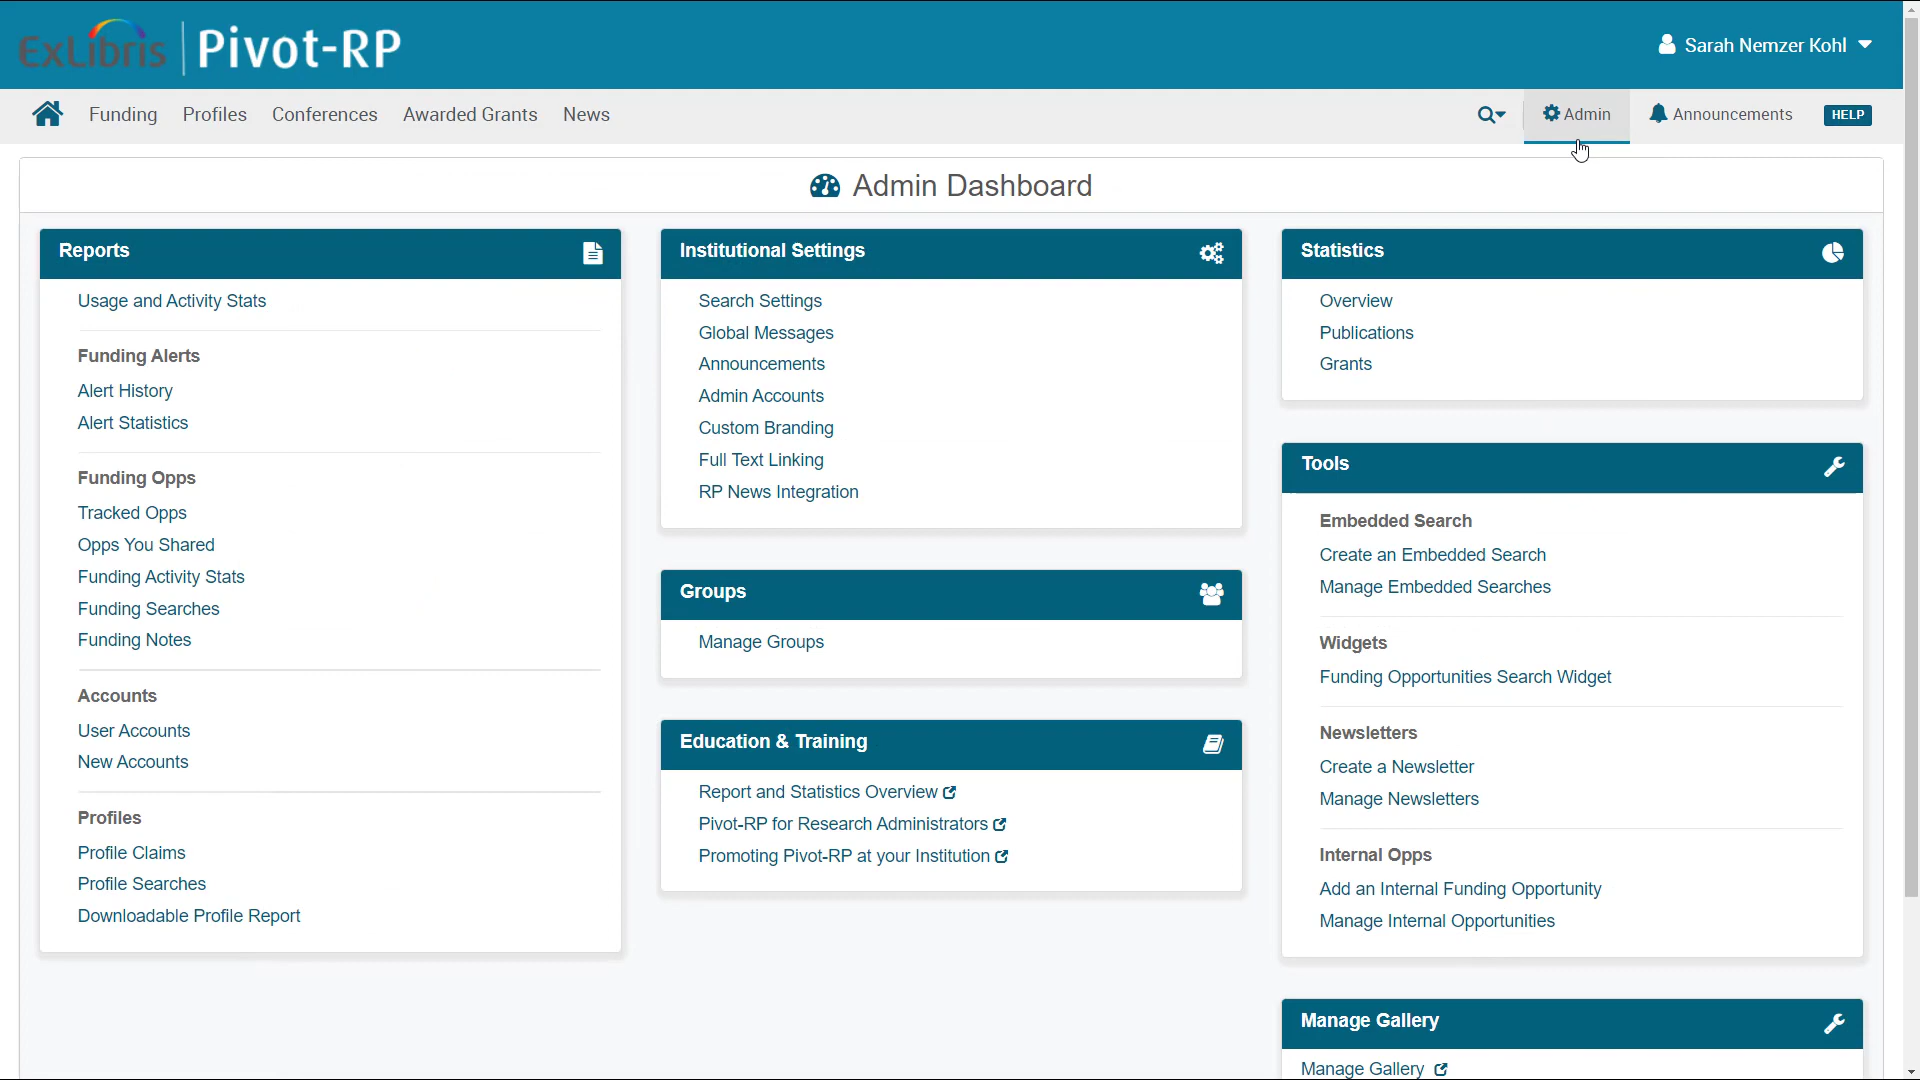 ExLibris | Pivot-RP
Sarah Nemzer Kohl
Funding Profiles Conferences Awarded Grants News
Admin Announcements HELP
Admin Dashboard
Reports
Usage and Activity Stats
Funding Alerts
Alert History
Alert Statistics
Funding Opps
Tracked Opps
Opps You Shared
Funding Activity Stats
Funding Searches
Funding Notes
Accounts
User Accounts
New Accounts
Profiles
Profile Claims
Profile Searches
Downloadable Profile Report
Institutional Settings
Search Settings
Global Messages
Announcements
Admin Accounts
Custom Branding
Full Text Linking
RP News Integration
Groups
Manage Groups
Education & Training
Report and Statistics Overview
Pivot-RP for Research Administrators
Promoting Pivot-RP at your Institution
Statistics
Overview
Publications
Grants
Tools
Embedded Search
Create an Embedded Search
Manage Embedded Searches
Widgets
Funding Opportunities Search Widget
Newsletters
Create a Newsletter
Manage Newsletters
Internal Opps
Add an Internal Funding Opportunity
Manage Internal Opportunities
Manage Gallery
Manage Gallery